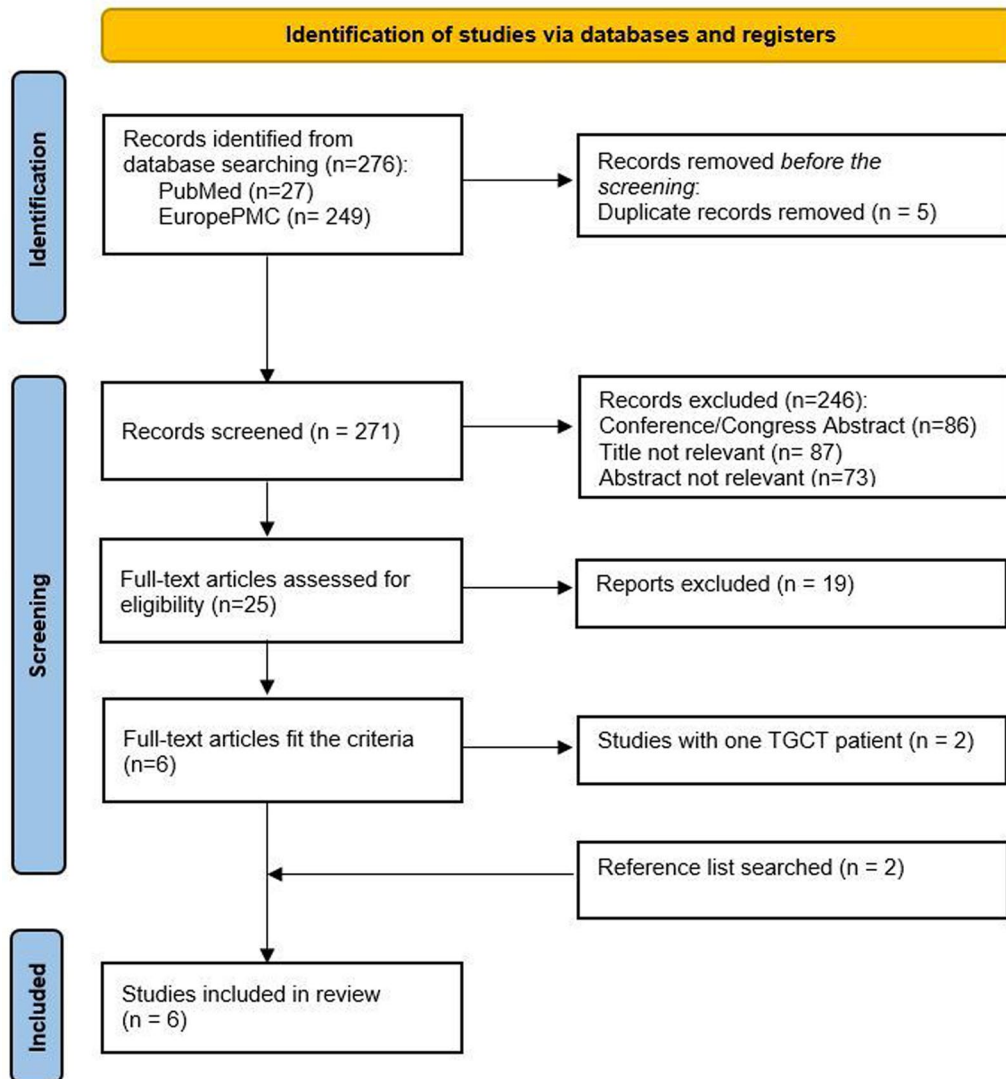 Identification of studies via databases and registers
Identification
Records identified from
database searching (n=276):
PubMed (n=27)
EuropePMC (n= 249)
Records removed before the
screening:
Duplicate records removed (n = 5)
Screening
Records screened (n = 271)
Records excluded (n=246):
Conference/Congress Abstract (n=86)
Title not relevant (n= 87)
Abstract not relevant (n=73)
Full-text articles assessed for
eligibility (n=25)
Reports excluded (n = 19)
Full-text articles fit the criteria
(n=6)
Studies with one TGCT patient (n = 2)
Reference list searched (n = 2)
Included
Studies included in review
(n = 6)